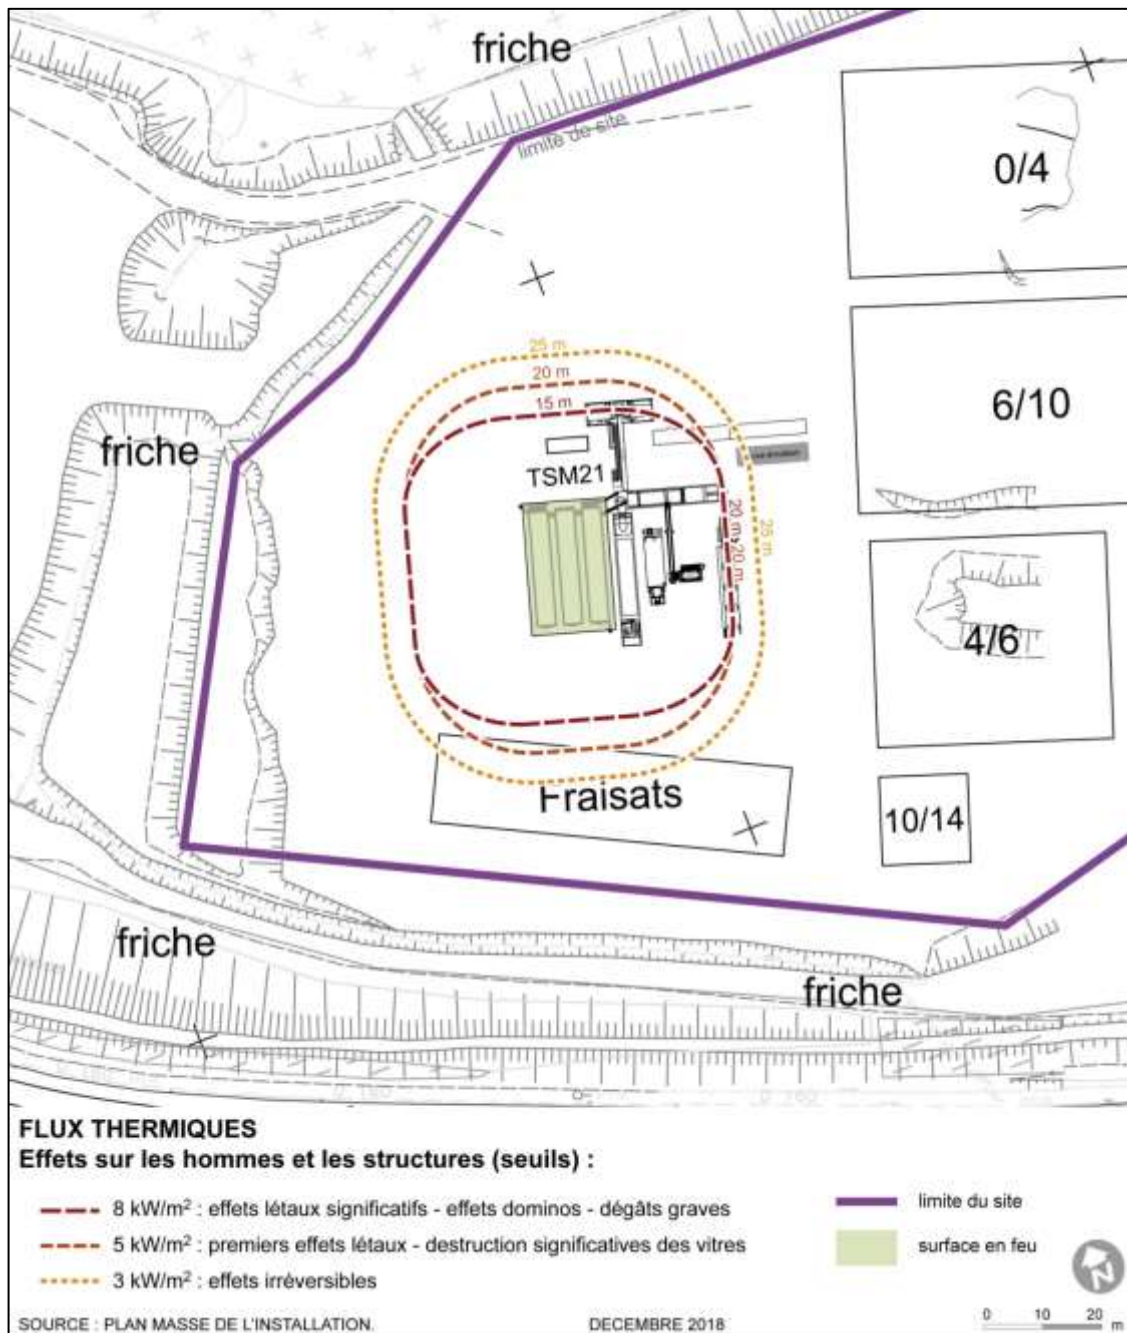 friche
limite de site
0/4
25 m
20 m
15 m
6/10
friche
TSM21
20 m
20 m
25 m
4/6
Fraisats
10/14
friche
friche
FLUX THERMIQUES
Effets sur les hommes et les structures (seuils) :
8 kW/m² : effets létaux significatifs - effets dominos - dégâts graves
5 kW/m² : premiers effets létaux - destruction significatives des vitres
3 kW/m² : effets irréversibles
limite du site
surface en feu
N
0 10 20 m
SOURCE : PLAN MASSE DE L'INSTALLATION.
DECEMBRE 2018